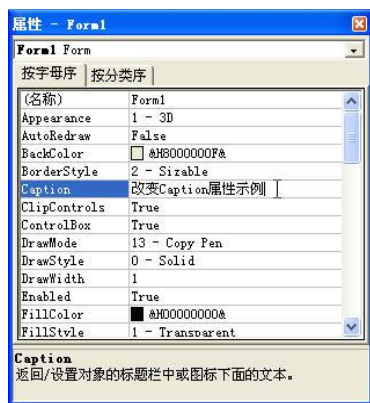 属性 - Form1
Form1 Form
按字母序 按分类序
(名称) Form1
Appearance 1 - 3D
AutoRedraw False
BackColor &H8000000F&
BorderStyle 2 - Sizable
Caption 改变Caption属性示例
ClipControls True
ControlBox True
DrawMode 13 - Copy Pen
DrawStyle 0 - Solid
DrawWidth 1
Enabled True
FillColor &H00000000&
FillStyle 1 - Transparent
Caption
返回/设置对象的标题栏中或图标下面的文本。